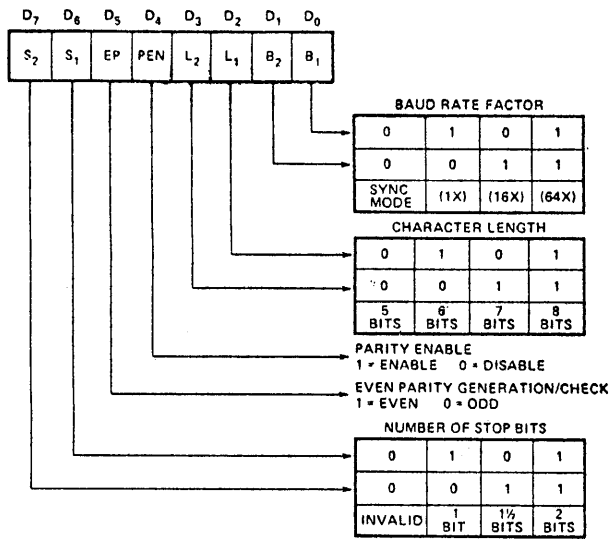 D7 D6 D5 D4 D3 D2 D1 D0
S2 S1 EP PEN L2 L1 B2 B1
BAUD RATE FACTOR
0 1 0 1
0 0 1 1
SYNC MODE (1X) (16X) (64X)
CHARACTER LENGTH
0 1 0 1
0 0 1 1
5 BITS 6 BITS 7 BITS 8 BITS
PARITY ENABLE
1 = ENABLE 0 = DISABLE
EVEN PARITY GENERATION/CHECK
1 = EVEN 0 = ODD
NUMBER OF STOP BITS
0 1 0 1
0 0 1 1
INVALID 1 BIT 1½ BITS 2 BITS